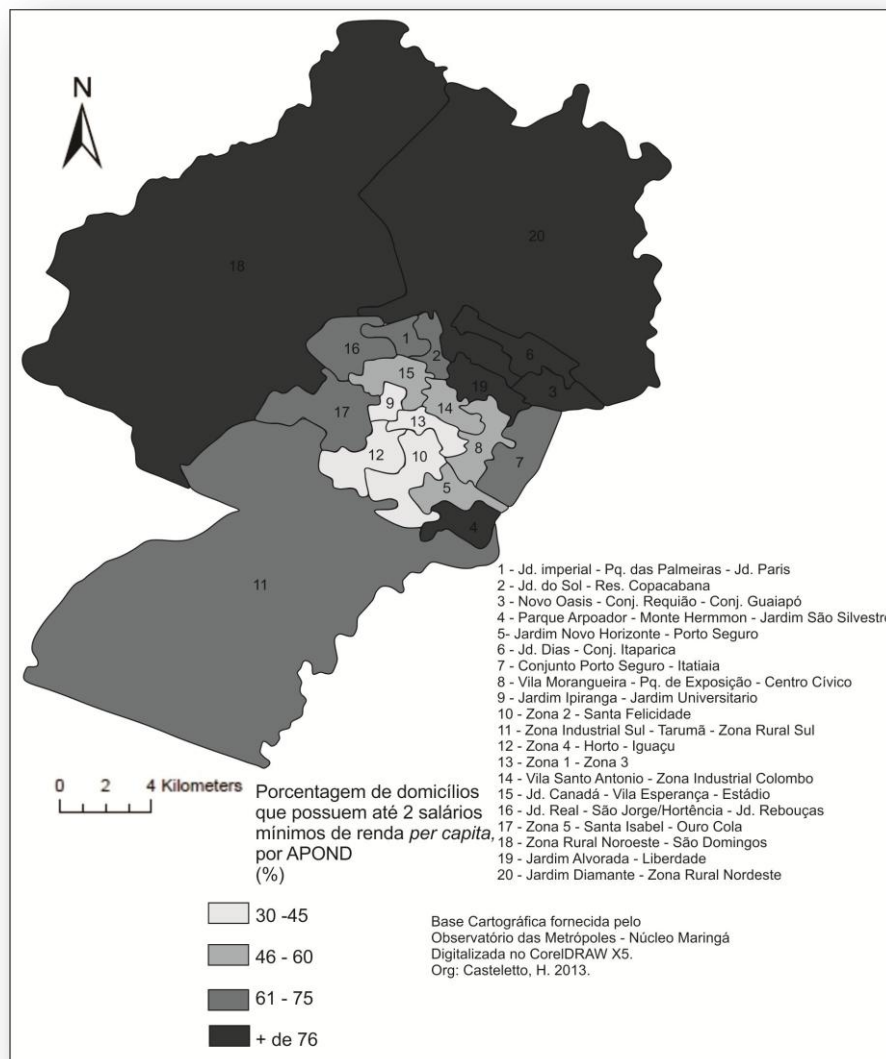 N
18
20
1
16
2
6
15
19
3
9
14
17
13
8
12
10
7
5
4
11
1 - Jd. imperial - Pq. das Palmeiras - Jd. Paris
2 - Jd. do Sol - Res. Copacabana
3 - Novo Oasis - Conj. Requião - Conj. Guaiapó
4 - Parque Arpoador - Monte Hermmon - Jardim São Silvestre
5- Jardim Novo Horizonte - Porto Seguro
6 - Jd. Dias - Conj. Itaparica
7 - Conjunto Porto Seguro - Itatiaia
8 - Vila Morangueira - Pq. de Exposição - Centro Cívico
9 - Jardim Ipiranga - Jardim Universitario
10 - Zona 2 - Santa Felicidade
11 - Zona Industrial Sul - Tarumã - Zona Rural Sul
12 - Zona 4 - Horto - Iguaçu
13 - Zona 1 - Zona 3
14 - Vila Santo Antonio - Zona Industrial Colombo
15 - Jd. Canadá - Vila Esperança - Estádio
16 - Jd. Real - São Jorge/Hortência - Jd. Rebouças
17 - Zona 5 - Santa Isabel - Ouro Cola
18 - Zona Rural Noroeste - São Domingos
19 - Jardim Alvorada - Liberdade
20 - Jardim Diamante - Zona Rural Nordeste
0 2 4 Kilometers
Porcentagem de domicílios
que possuem até 2 salários
mínimos de renda per capita,
por APOND
(%)
30 -45
46 - 60
61 - 75
+ de 76
Base Cartográfica fornecida pelo
Observatório das Metrópoles - Núcleo Maringá
Digitalizada no CorelDRAW X5.
Org: Casteletto, H. 2013.